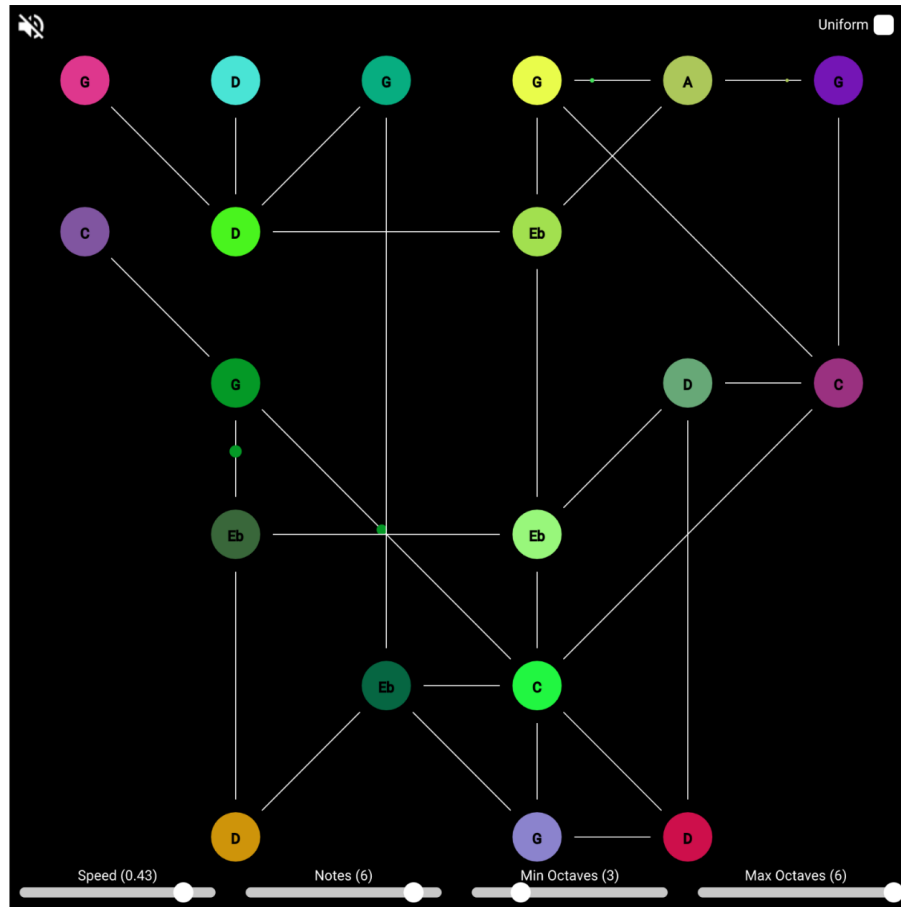 Uniform
G D G G A G
C D Eb
G D C
Eb Eb
Eb C
D G D
Speed (0.43) Notes (6) Min Octaves (3) Max Octaves (6)